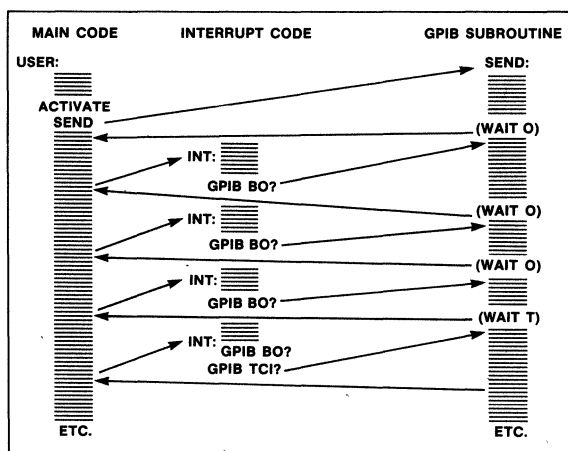 MAIN CODE INTERRUPT CODE GPIB SUBROUTINE
USER: SEND:
ACTIVATE
SEND
(WAIT O)
INT:
GPIB BO?
(WAIT O)
INT:
GPIB BO?
(WAIT O)
INT:
GPIB BO?
(WAIT T)
INT:
GPIB BO?
GPIB TCI?
ETC. ETC.